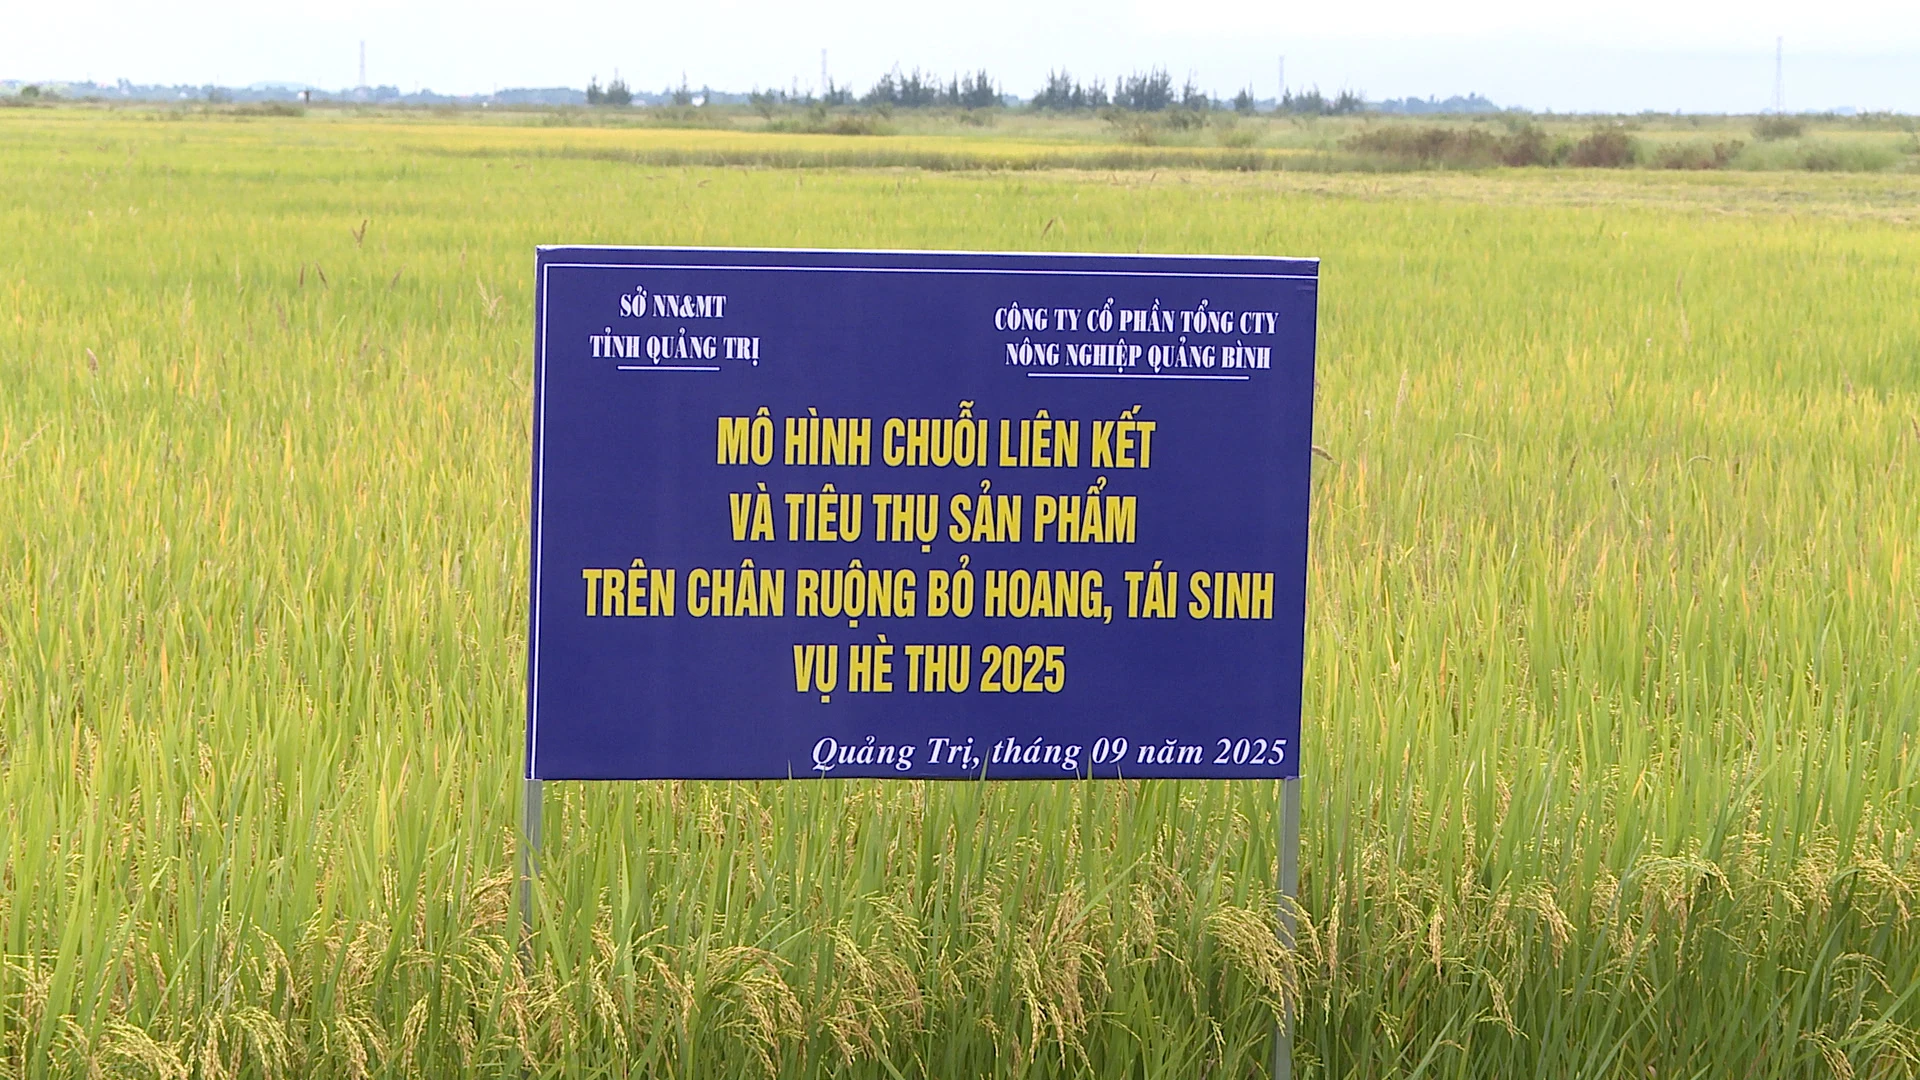 SỞ NN&MT
TỈNH QUẢNG TRỊ
CÔNG TY CỔ PHẦN TỔNG CTY
NÔNG NGHIỆP QUẢNG BÌNH
MÔ HÌNH CHUỖI LIÊN KẾT
VÀ TIÊU THỤ SẢN PHẨM
TRÊN CHÂN RUỘNG BỎ HOANG, TÁI SINH
VỤ HÈ THU 2025
Quảng Trị, tháng 09 năm 2025